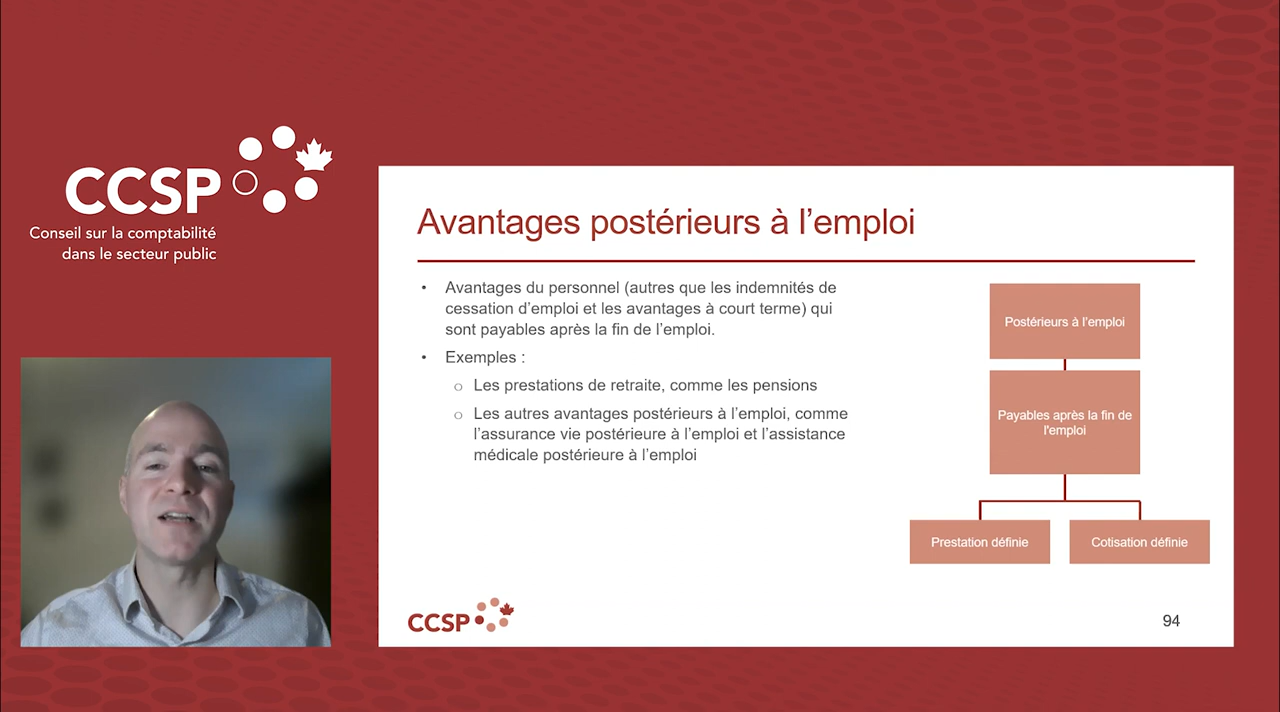 CCSP
Conseil sur la comptabilité
dans le secteur public
Avantages postérieurs à l’emploi
• Avantages du personnel (autres que les indemnités de
cessation d’emploi et les avantages à court terme) qui
sont payables après la fin de l’emploi.
• Exemples :
o Les prestations de retraite, comme les pensions
o Les autres avantages postérieurs à l’emploi, comme
l’assurance vie postérieure à l’emploi et l’assistance
médicale postérieure à l’emploi
Postérieurs à l’emploi
Payables après la fin de
l’emploi
Prestation définie
Cotisation définie
CCSP
94